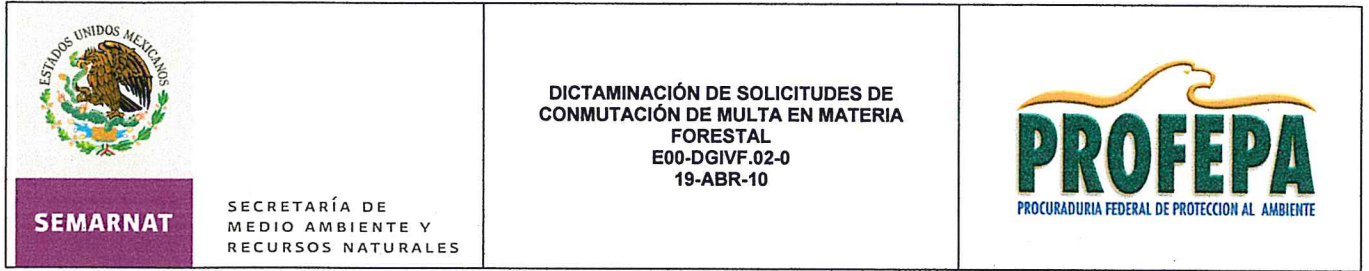 ESTADOS UNIDOS MEXICANOS
SEMARNAT
SECRETARÍA DE
MEDIO AMBIENTE Y
RECURSOS NATURALES
DICTAMINACIÓN DE SOLICITUDES DE
CONMUTACIÓN DE MULTA EN MATERIA
FORESTAL
E00-DGIVF.02-0
19-ABR-10
PROFEPA
PROCURADURIA FEDERAL DE PROTECCION AL AMBIENTE